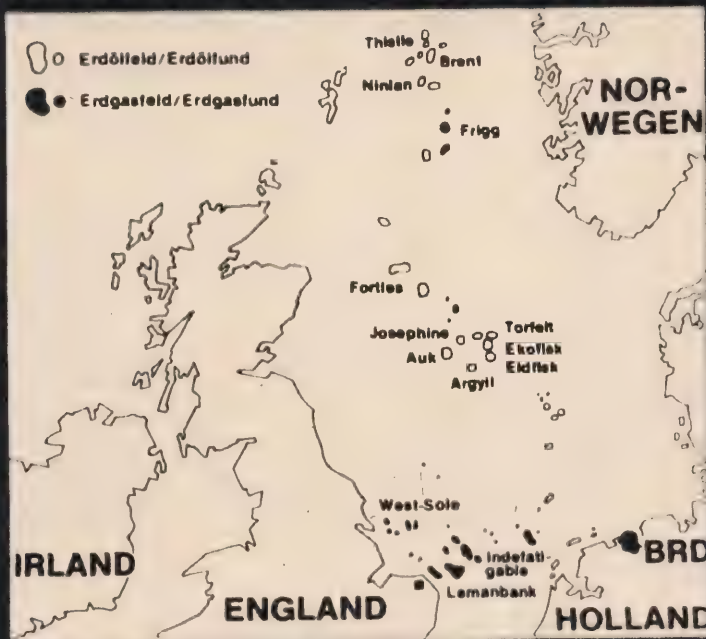 Erdölfeld/Erdölfund
Erdgasfeld/Erdgasfund
Thistle
Brent
Ninian
NOR-
WEGEN
Frigg
Forties
Josephine
Torfelt
Auk
Ekofisk
Eldfisk
Argyll
West-Sole
Indefati-
gable
Lemanbank
IRLAND
ENGLAND
HOLLAND
BRD